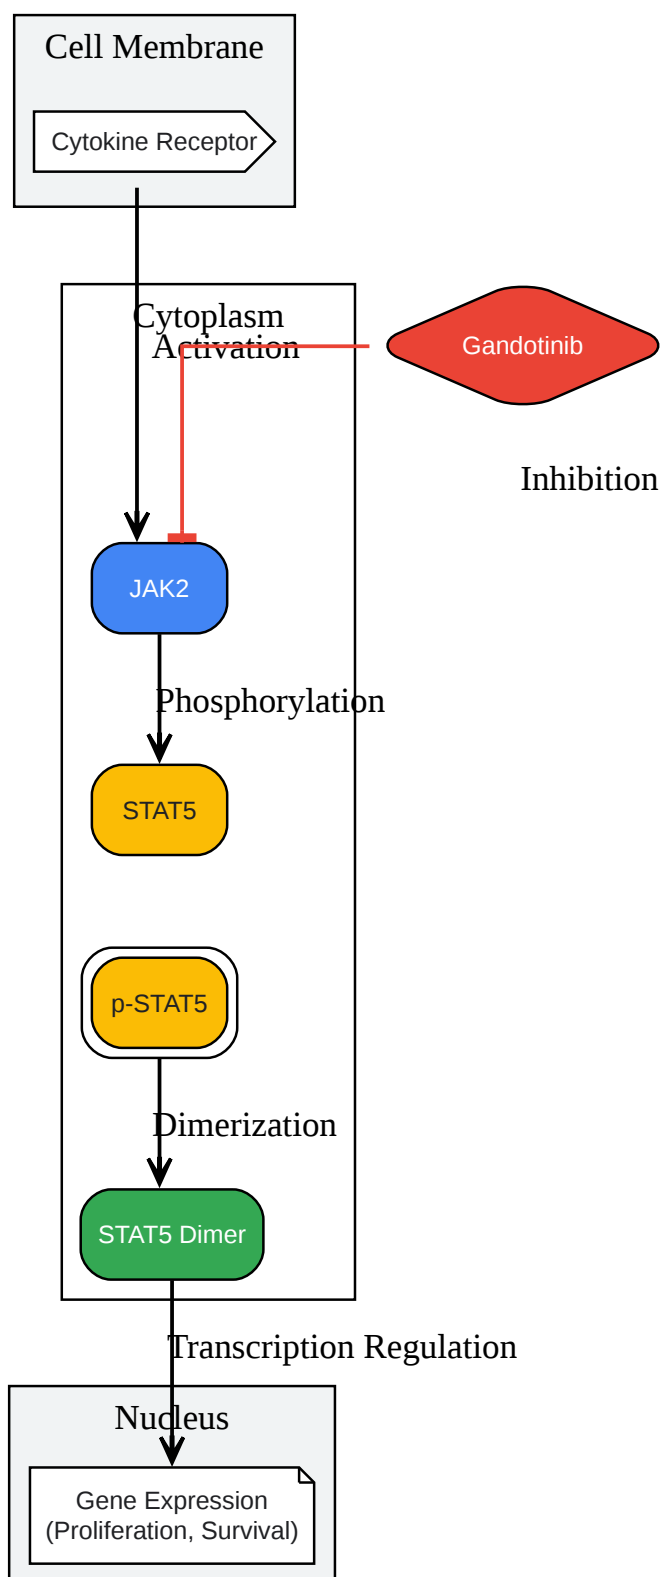 Cell Membrane
Cytokine Receptor
Cytoplasm
Activation
Gandotinib
Inhibition
JAK2
Phosphorylation
STAT5
p-STAT5
Dimerization
STAT5 Dimer
Transcription Regulation
Nucleus
Gene Expression
(Proliferation, Survival)